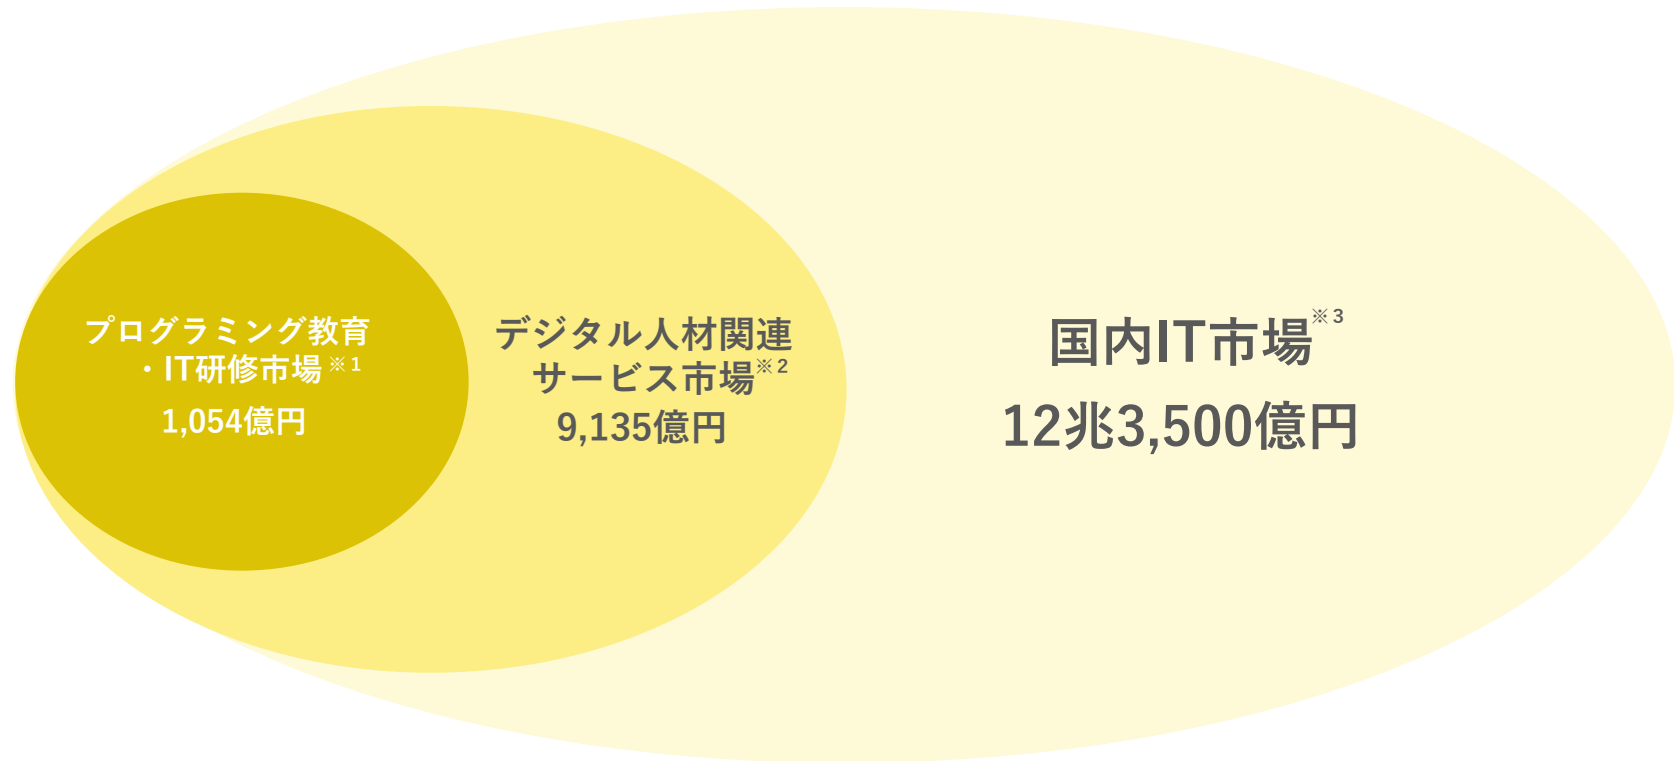 プログラミング教育
・IT研修市場※1
1,054億円
デジタル人材関連
サービス市場※2
9,135億円
国内IT市場※3
12兆3,500億円